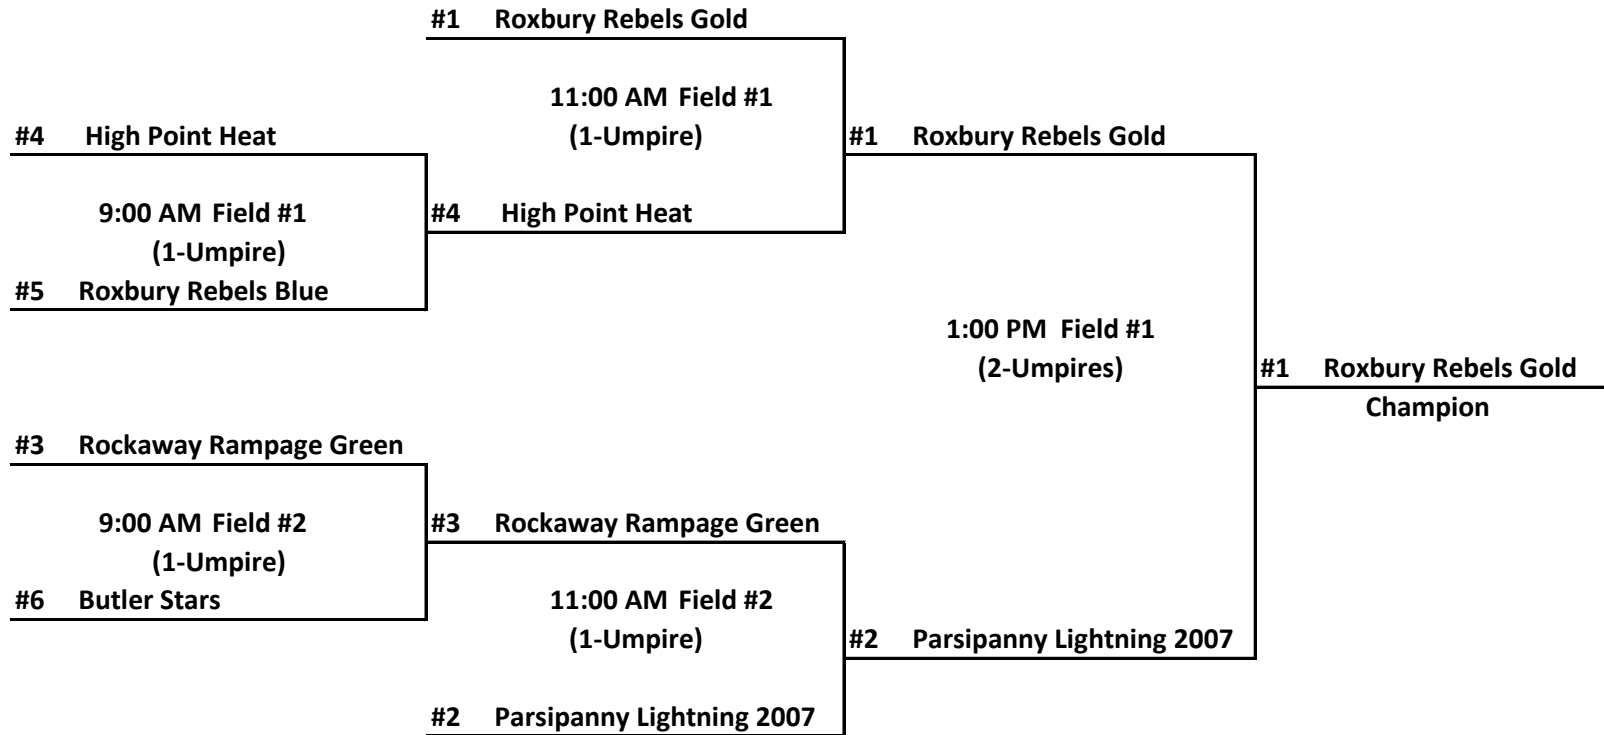 #1 Roxbury Rebels Gold
11:00 AM Field #1
(1-Umpire)
#4 High Point Heat
#1 Roxbury Rebels Gold
9:00 AM Field #1
(1-Umpire)
#4 High Point Heat
#5 Roxbury Rebels Blue
1:00 PM Field #1
(2-Umpires)
#1 Roxbury Rebels Gold
Champion
#3 Rockaway Rampage Green
9:00 AM Field #2
(1-Umpire)
#3 Rockaway Rampage Green
#6 Butler Stars
11:00 AM Field #2
(1-Umpire)
#2 Parsipanny Lightning 2007
#2 Parsipanny Lightning 2007